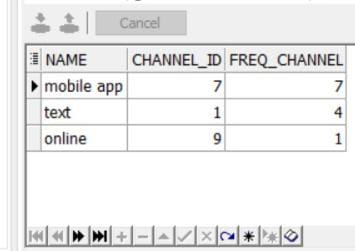 Cancel
NAME CHANNEL_ID FREQ_CHANNEL
mobile app 7 7
text 1 4
online 9 1